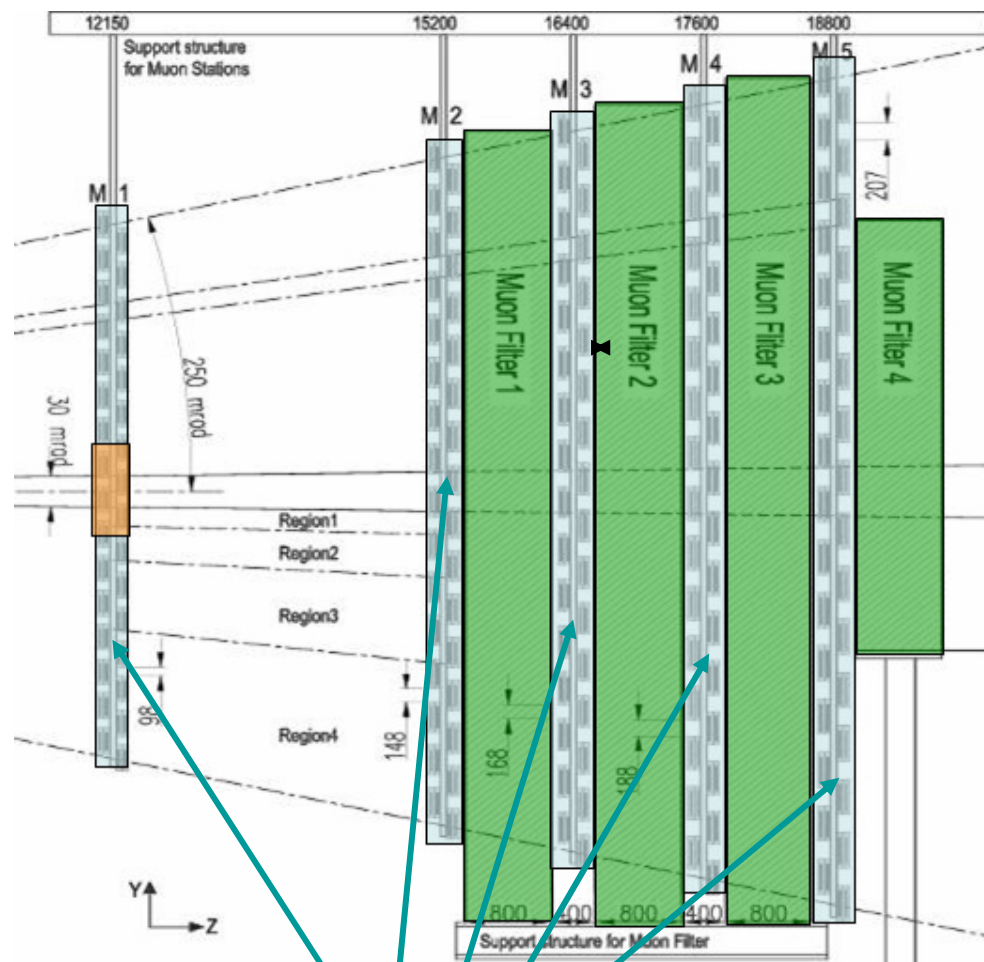 12150 15200 16400 17600 18800
Support structure
for Muon Stations
M 1
M 2
M 3
M 4
M 5
207
250 mrad
30 mrad
Muon Filter 1
Muon Filter 2
Muon Filter 3
Muon Filter 4
Region1
Region2
Region3
Region4
98
148
168
188
Y
Z
800 400 800 400 800
Support structure for Muon Filter